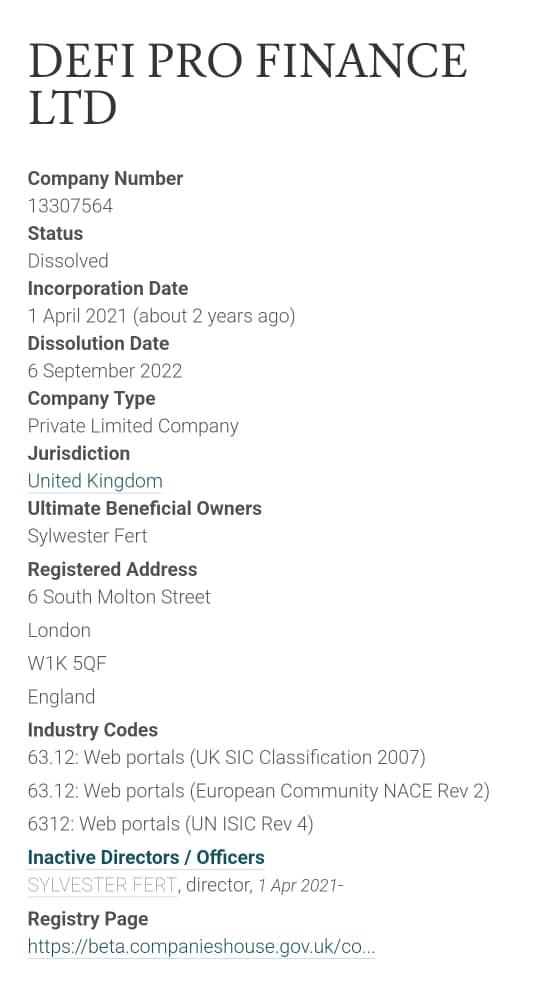 DEFI PRO FINANCE
LTD
Company Number
13307564
Status
Dissolved
Incorporation Date
1 April 2021 (about 2 years ago)
Dissolution Date
6 September 2022
Company Type
Private Limited Company
Jurisdiction
United Kingdom
Ultimate Beneficial Owners
Sylwester Fert
Registered Address
6 South Molton Street
London
W1K 5QF
England
Industry Codes
63.12: Web portals (UK SIC Classification 2007)
63.12: Web portals (European Community NACE Rev 2)
6312: Web portals (UN ISIC Rev 4)
Inactive Directors / Officers
SYLVESTER FERT, director, 1 Apr 2021-
Registry Page
https://beta.companieshouse.gov.uk/co...